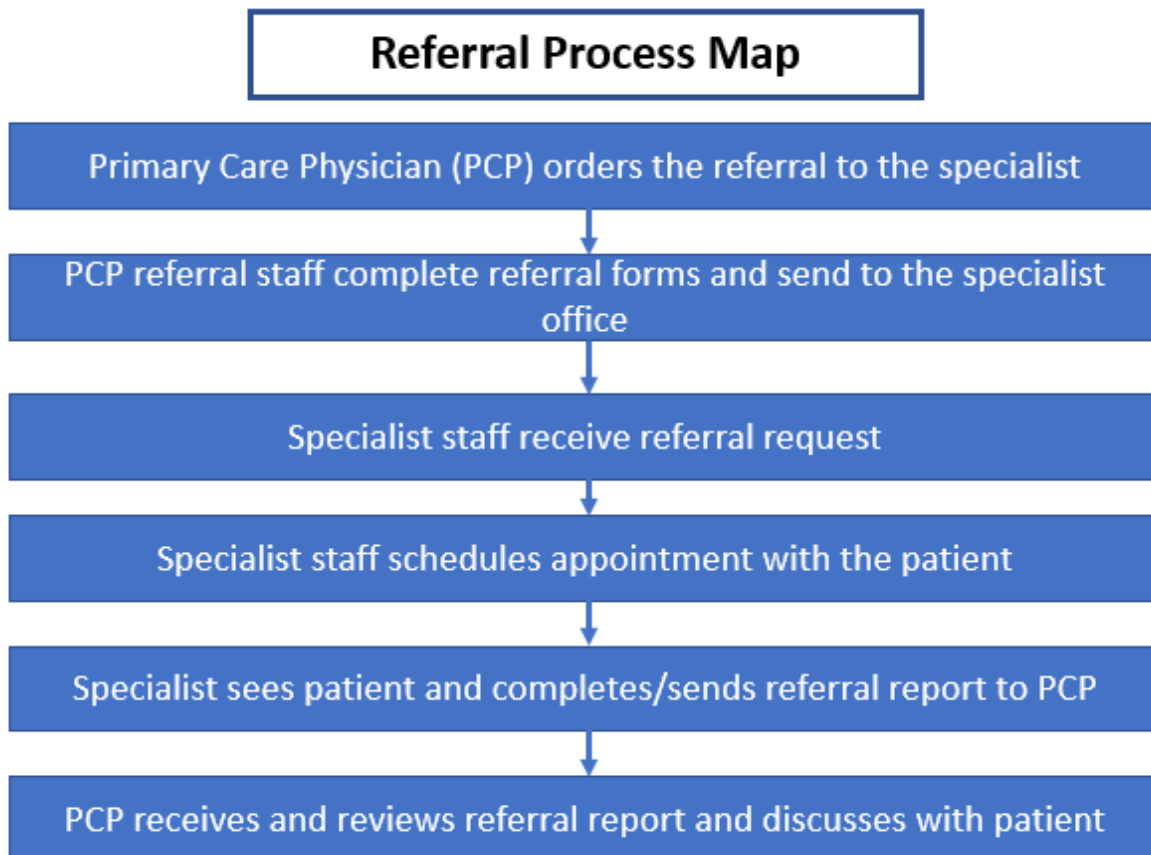 Referral Process Map
Primary Care Physician (PCP) orders the referral to the specialist
PCP referral staff complete referral forms and send to the specialist
office
Specialist staff receive referral request
Specialist staff schedules appointment with the patient
Specialist sees patient and completes/sends referral report to PCP
PCP receives and reviews referral report and discusses with patient